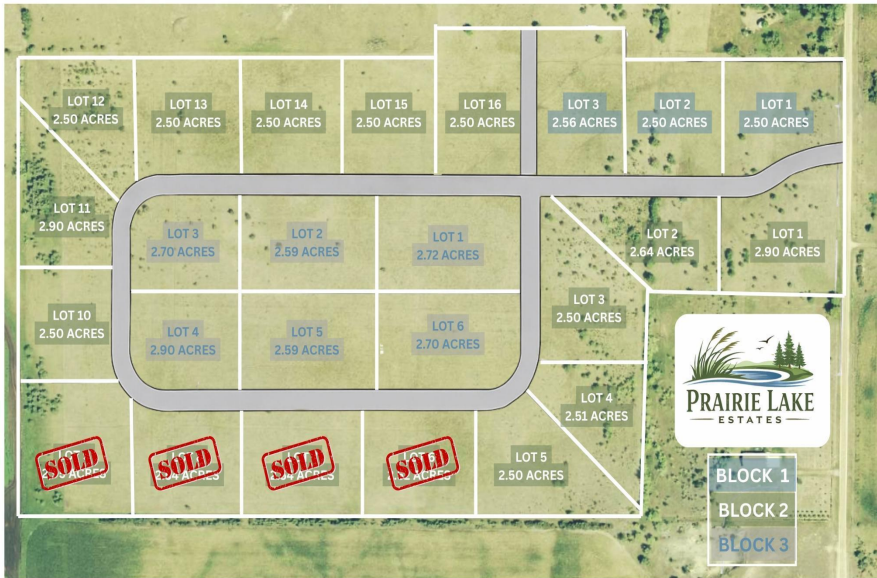 LOT 12
2.50 ACRES
LOT 13
2.50 ACRES
LOT 14
2.50 ACRES
LOT 15
2.50 ACRES
LOT 16
2.50 ACRES
LOT 3
2.56 ACRES
LOT 2
2.50 ACRES
LOT 1
2.50 ACRES
LOT 11
2.90 ACRES
LOT 3
2.70 ACRES
LOT 2
2.59 ACRES
LOT 1
2.72 ACRES
LOT 2
2.64 ACRES
LOT 1
2.90 ACRES
LOT 10
2.50 ACRES
LOT 4
2.90 ACRES
LOT 5
2.59 ACRES
LOT 6
2.70 ACRES
LOT 3
2.50 ACRES
LOT 4
2.51 ACRES
LOT 5
2.50 ACRES
SOLD
ACRES
SOLD
ACRES
SOLD
ACRES
SOLD
ACRES
PRAIRIE LAKE
ESTATES
BLOCK 1
BLOCK 2
BLOCK 3